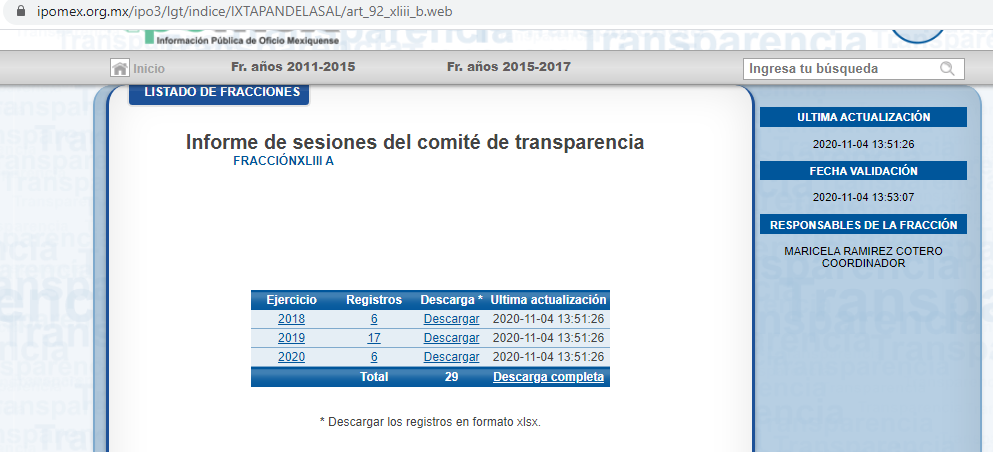 ipomex.org.mx/ipo3/lgt/indice/IXTAPANDELASAL/art_92_xliii_b.web
Información Pública de Oficio Mexiquense
Inicio Fr. años 2011-2015 Fr. años 2015-2017 Ingresa tu búsqueda
LISTADO DE FRACCIONES
Informe de sesiones del comité de transparencia
FRACCIÓNXLIII A
Ejercicio Registros Descarga * Ultima actualización
2018 6 Descargar 2020-11-04 13:51:26
2019 17 Descargar 2020-11-04 13:51:26
2020 6 Descargar 2020-11-04 13:51:26
Total 29 Descarga completa
* Descargar los registros en formato xlsx.
ULTIMA ACTUALIZACIÓN
2020-11-04 13:51:26
FECHA VALIDACIÓN
2020-11-04 13:53:07
RESPONSABLES DE LA FRACCIÓN
MARICELA RAMIREZ COTERO
COORDINADOR